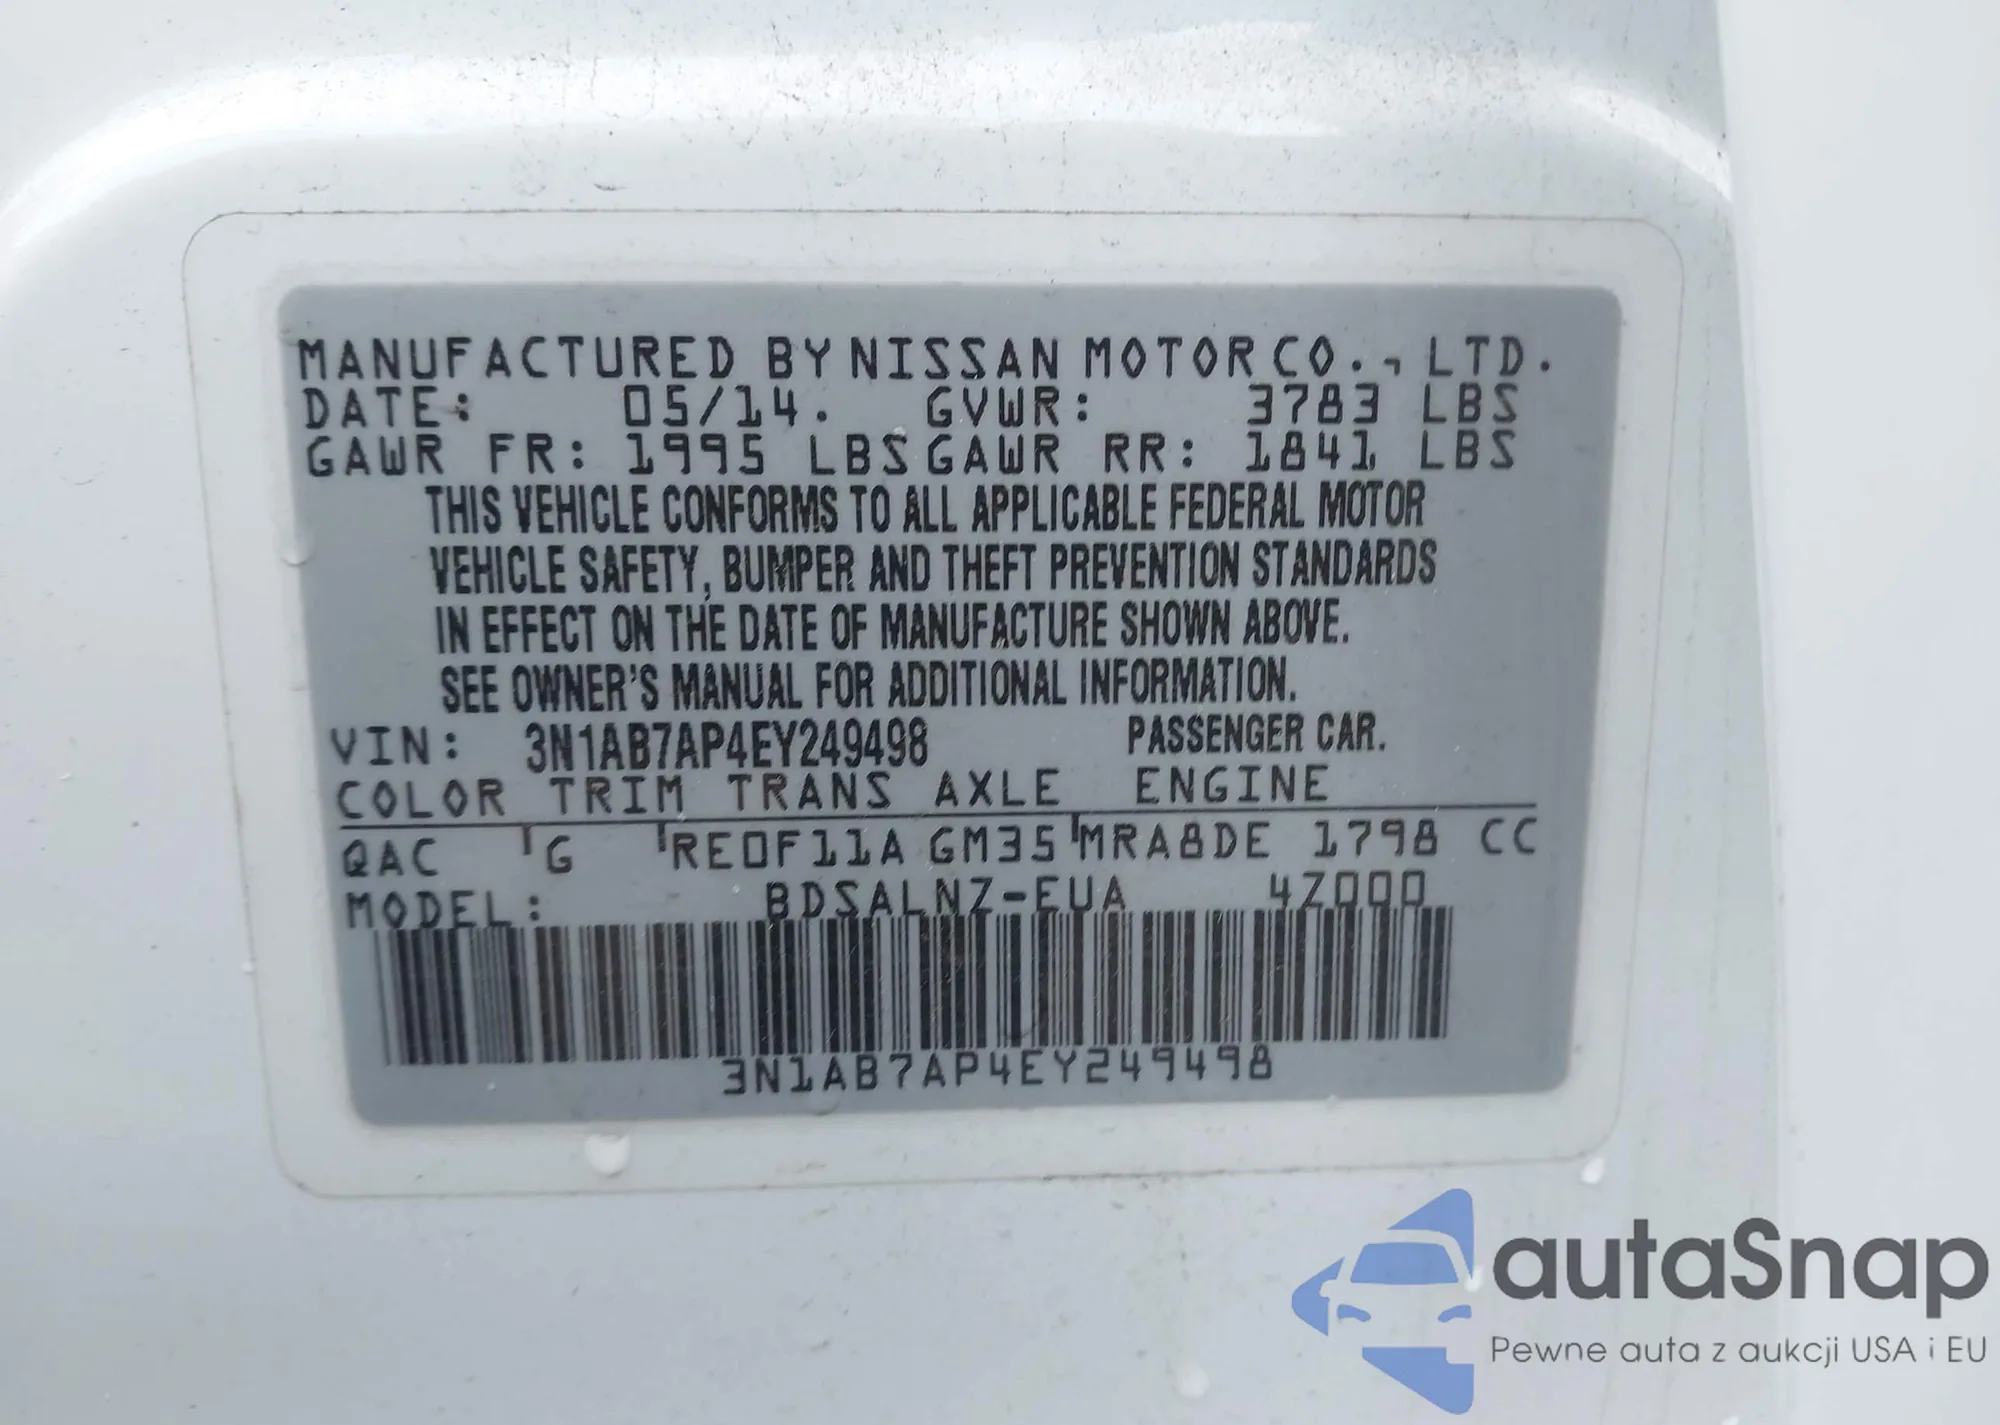 MANUFACTURED BY NISSAN MOTOR CO., LTD.
DATE: 05/14. GVWR: 3783 LBS
GAWR FR: 1995 LBS GAWR RR: 1841 LBS
THIS VEHICLE CONFORMS TO ALL APPLICABLE FEDERAL MOTOR
VEHICLE SAFETY, BUMPER AND THEFT PREVENTION STANDARDS
IN EFFECT ON THE DATE OF MANUFACTURE SHOWN ABOVE.
SEE OWNER'S MANUAL FOR ADDITIONAL INFORMATION.
VIN: 3N1AB7AP4EY249498 PASSENGER CAR.
COLOR TRIM TRANS AXLE ENGINE
QAC G RE0F11A GM35 MRA8DE 1798 CC
MODEL: BDSALNZ-EUA 4Z000
3N1AB7AP4EY249498
autaSnap
Pewne auta z aukcji USA i EU